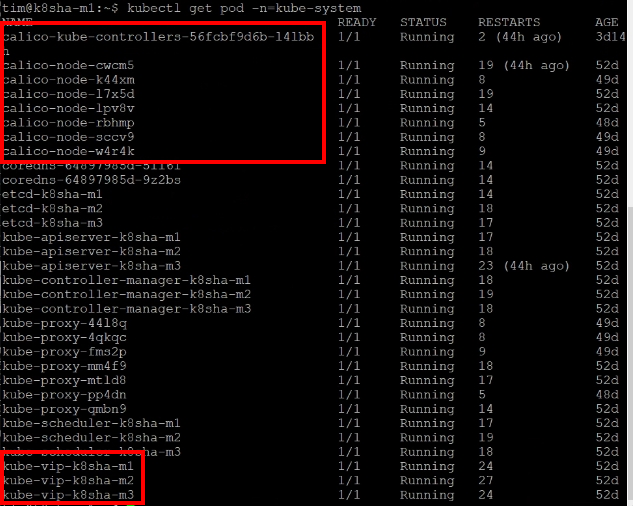 tim@k8sha-m1:~$ kubectl get pod -n=kube-system
NAME READY STATUS RESTARTS AGE
calico-kube-controllers-56fcbf9d6b-l4lbb 1/1 Running 2 (44h ago) 3d14
n
calico-node-cwcm5 1/1 Running 19 (44h ago) 52d
calico-node-k44xm 1/1 Running 8 49d
calico-node-l7x5d 1/1 Running 19 52d
calico-node-lpv8v 1/1 Running 14 52d
calico-node-rbhmp 1/1 Running 5 48d
calico-node-sccv9 1/1 Running 8 49d
calico-node-w4r4k 1/1 Running 9 49d
1/1 Running 14 52d
coredns-64897985d-9z2bs 1/1 Running 14 52d
etcd-k8sha-m1 1/1 Running 14 52d
etcd-k8sha-m2 1/1 Running 18 52d
etcd-k8sha-m3 1/1 Running 17 52d
kube-apiserver-k8sha-m1 1/1 Running 17 52d
kube-apiserver-k8sha-m2 1/1 Running 18 52d
kube-apiserver-k8sha-m3 1/1 Running 23 (44h ago) 52d
kube-controller-manager-k8sha-m1 1/1 Running 18 52d
kube-controller-manager-k8sha-m2 1/1 Running 19 52d
kube-controller-manager-k8sha-m3 1/1 Running 18 52d
kube-proxy-44l8q 1/1 Running 8 49d
kube-proxy-4qkqc 1/1 Running 8 49d
kube-proxy-fms2p 1/1 Running 9 49d
kube-proxy-mm4f9 1/1 Running 18 52d
kube-proxy-mtld8 1/1 Running 17 52d
kube-proxy-pp4dn 1/1 Running 5 48d
kube-proxy-qmbn9 1/1 Running 14 52d
kube-scheduler-k8sha-m1 1/1 Running 17 52d
kube-scheduler-k8sha-m2 1/1 Running 19 52d
kube-scheduler-k8sha-m3 1/1 Running 18 52d
kube-vip-k8sha-m1 1/1 Running 24 52d
kube-vip-k8sha-m2 1/1 Running 27 52d
kube-vip-k8sha-m3 1/1 Running 24 52d